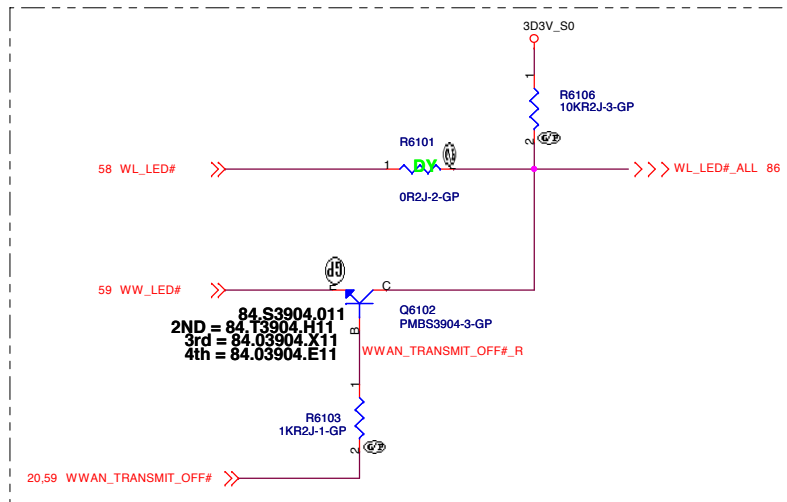 3D3V_S0
1
R6106
10KR2J-3-GP
2
G/P
R6101
58 WL_LED#
1
DY
WL_LED#_ALL 86
0R2J-2-GP
GP
59 WW_LED#
C
84.S3904.011
2ND = 84.T3904.H11
3rd = 84.03904.X11
4th = 84.03904.E11
Q6102
PMBS3904-3-GP
B
WWAN_TRANSMIT_OFF#_R
1
R6103
1KR2J-1-GP
2
G/P
20,59 WWAN_TRANSMIT_OFF#